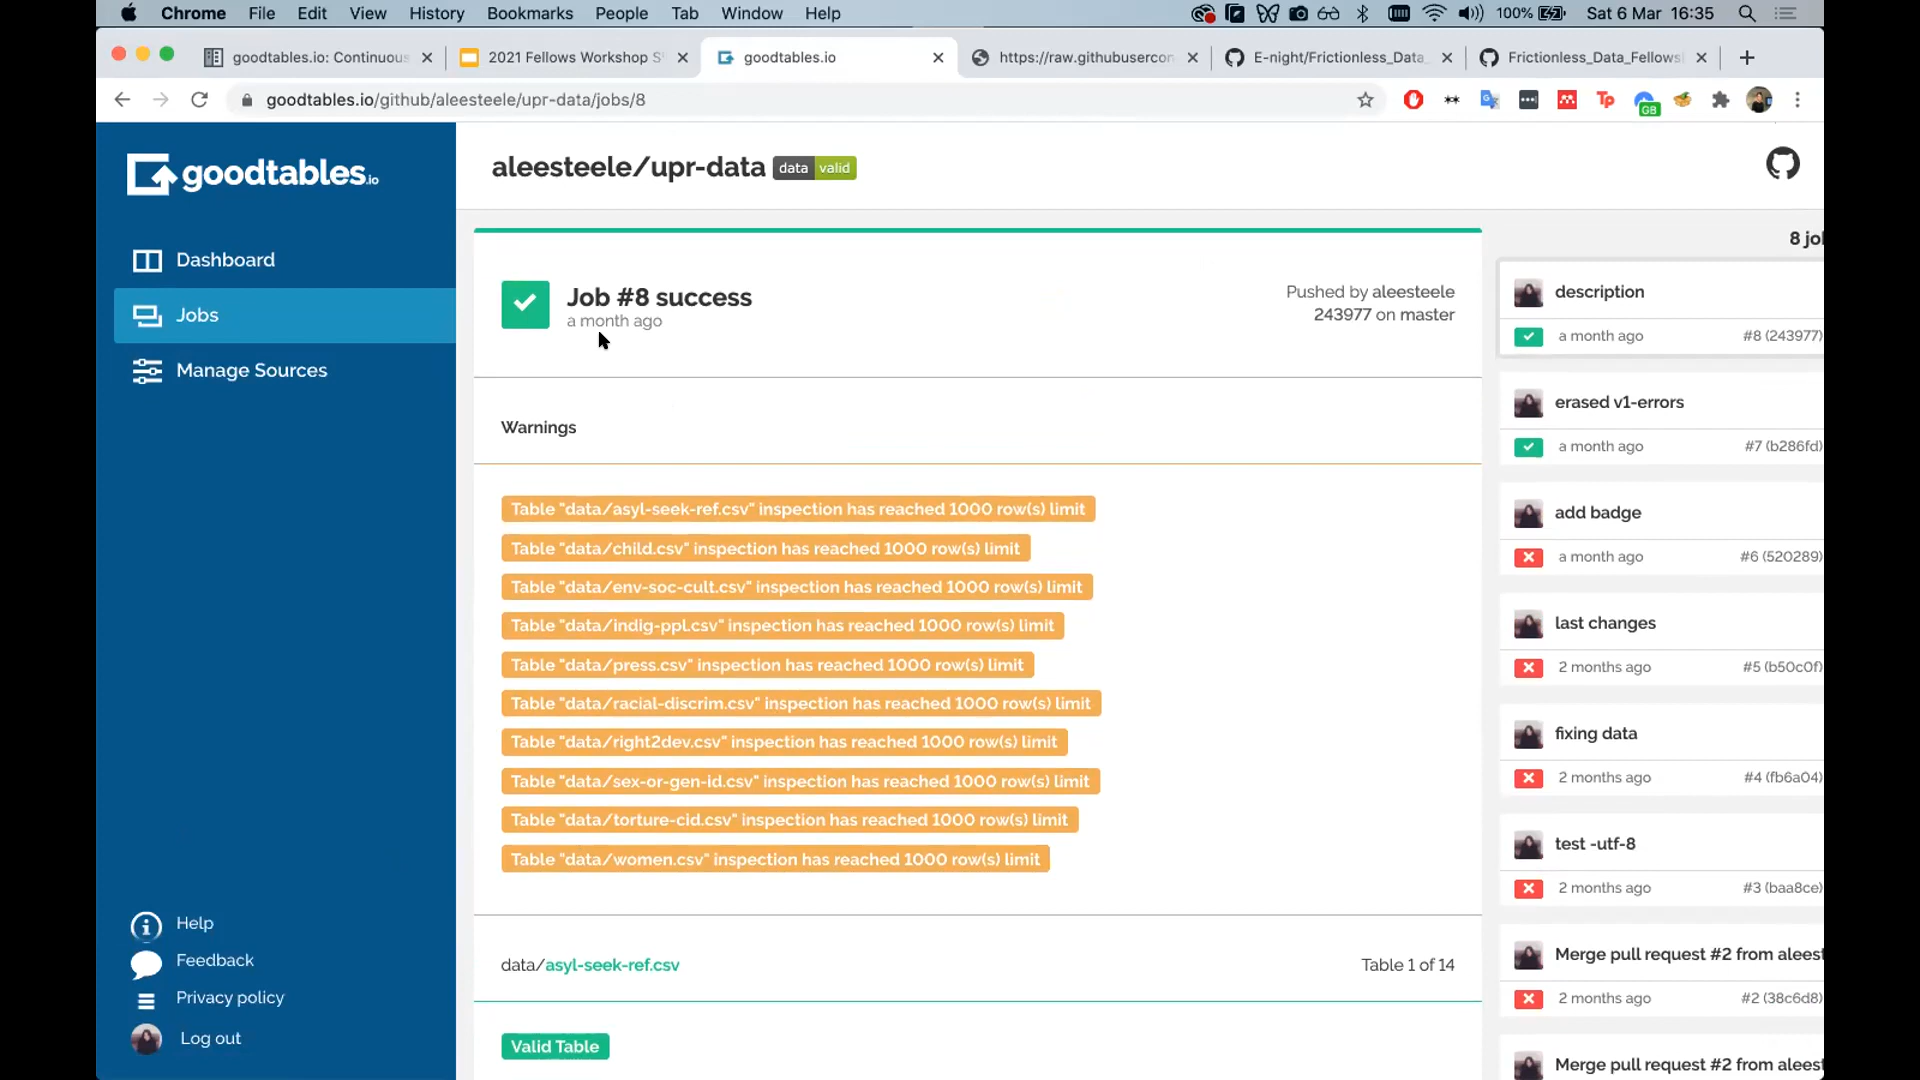 Chrome File Edit View History Bookmarks People Tab Window Help 100% Sat 6 Mar 16:35
goodtables.io: Continuous 2021 Fellows Workshop S goodtables.io https://raw.githubusercon E-night/Frictionless_Data_ Frictionless_Data_Fellows
goodtables.io/github/aleesteele/upr-data/jobs/8
GB
goodtables.io
Dashboard
Jobs
Manage Sources
Help
Feedback
Privacy policy
Log out
aleesteele/upr-data data valid
Job #8 success
a month ago
Pushed by aleesteele
243977 on master
Warnings
Table "data/asyl-seek-ref.csv" inspection has reached 1000 row(s) limit
Table "data/child.csv" inspection has reached 1000 row(s) limit
Table "data/env-soc-cult.csv" inspection has reached 1000 row(s) limit
Table "data/indig-ppl.csv" inspection has reached 1000 row(s) limit
Table "data/press.csv" inspection has reached 1000 row(s) limit
Table "data/racial-discrim.csv" inspection has reached 1000 row(s) limit
Table "data/right2dev.csv" inspection has reached 1000 row(s) limit
Table "data/sex-or-gen-id.csv" inspection has reached 1000 row(s) limit
Table "data/torture-cid.csv" inspection has reached 1000 row(s) limit
Table "data/women.csv" inspection has reached 1000 row(s) limit
data/asyl-seek-ref.csv Table 1 of 14
Valid Table
8 jo
description
a month ago #8 (243977)
erased v1-errors
a month ago #7 (b286fd)
add badge
a month ago #6 (520289)
last changes
2 months ago #5 (b50c0f)
fixing data
2 months ago #4 (fb6a04)
test -utf-8
2 months ago #3 (baa8ce)
Merge pull request #2 from alees
2 months ago #2 (38c6d8)
Merge pull request #2 from alees